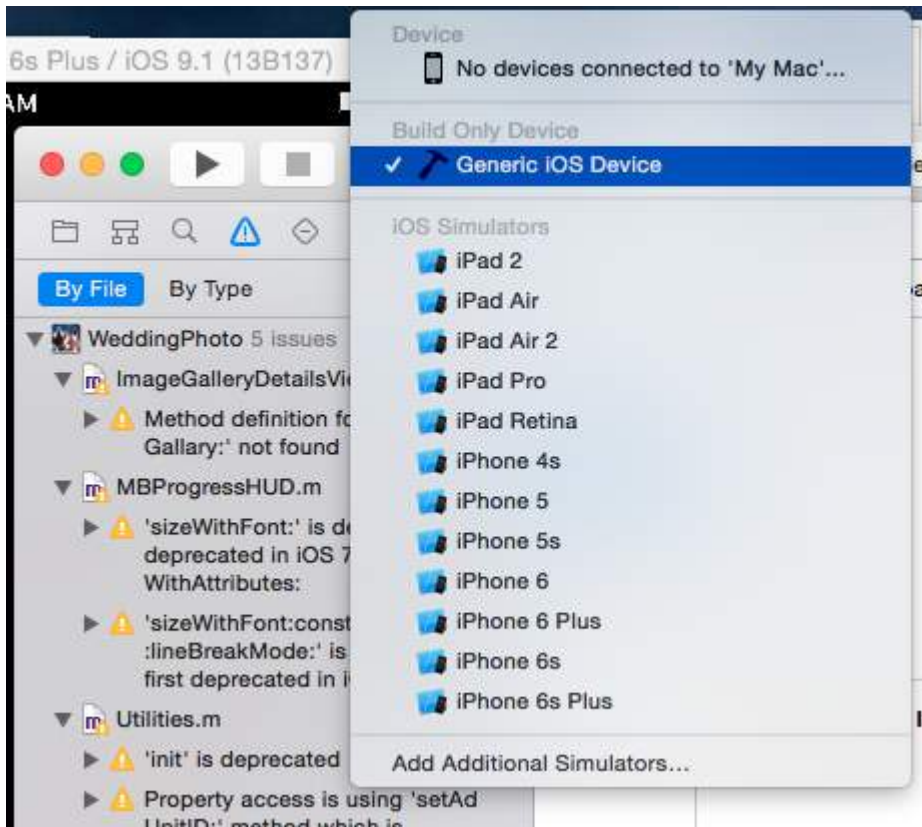 6s Plus / iOS 9.1 (13B137)
AM
Device
No devices connected to 'My Mac'...
Build Only Device
Generic iOS Device
iOS Simulators
iPad 2
iPad Air
iPad Air 2
iPad Pro
iPad Retina
iPhone 4s
iPhone 5
iPhone 5s
iPhone 6
iPhone 6 Plus
iPhone 6s
iPhone 6s Plus
Add Additional Simulators...
By File By Type
WeddingPhoto 5 issues
ImageGalleryDetailsVi
Method definition fo
Gallary:' not found
MBProgressHUD.m
'sizeWithFont:' is de
deprecated in iOS 7
WithAttributes:
'sizeWithFont:const
:lineBreakMode:' is
first deprecated in i
Utilities.m
'init' is deprecated
Property access is using 'setAd
UnitID:' method which is